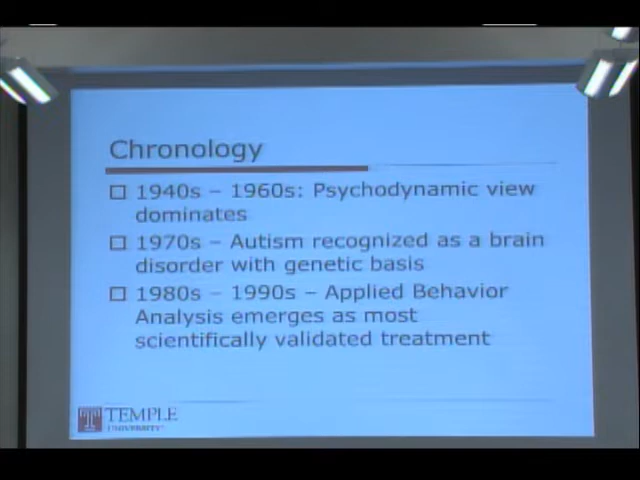 Chronology
1940s – 1960s: Psychodynamic view
dominates
1970s – Autism recognized as a brain
disorder with genetic basis
1980s – 1990s – Applied Behavior
Analysis emerges as most
scientifically validated treatment
TEMPLE
UNIVERSITY